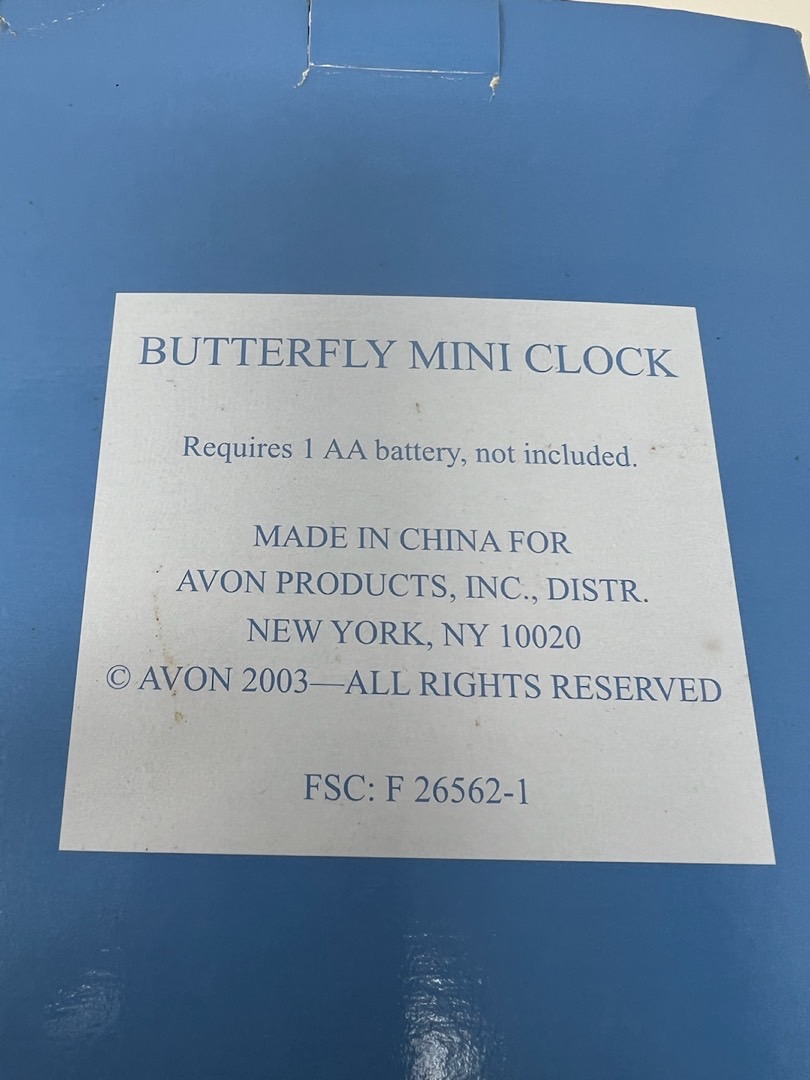 BUTTERFLY MINI CLOCK
Requires 1 AA battery, not included.
MADE IN CHINA FOR
AVON PRODUCTS, INC., DISTR.
NEW YORK, NY 10020
© AVON 2003—ALL RIGHTS RESERVED
FSC: F 26562-1